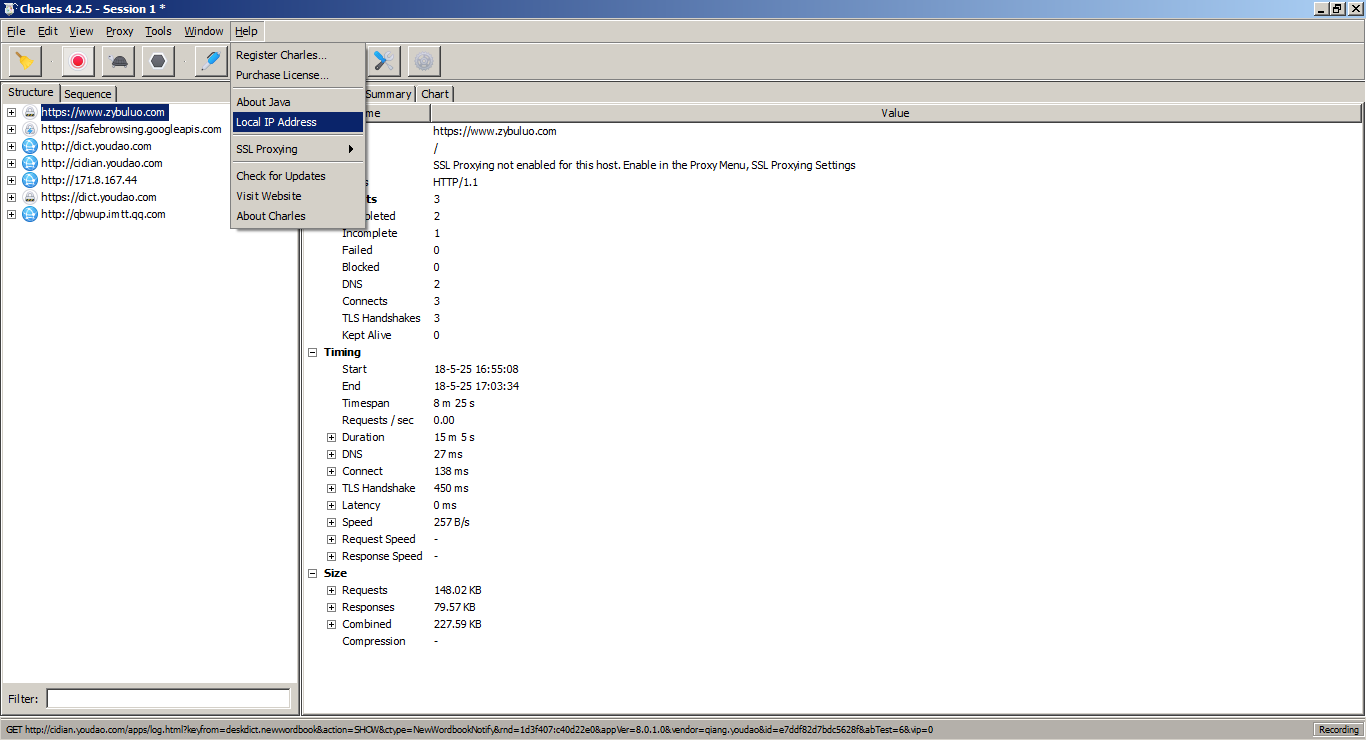 Charles 4.2.5 - Session 1 *
File Edit View Proxy Tools Window Help
Register Charles...
Purchase License...
About Java
Local IP Address
SSL Proxying
Check for Updates
Visit Website
About Charles
Structure Sequence
https://www.zybuluo.com
https://safebrowsing.googleapis.com
http://dict.youdao.com
http://cidian.youdao.com
http://171.8.167.44
https://dict.youdao.com
http://qbwup.imtt.qq.com
Filter:
Summary Chart
me Value
https://www.zybuluo.com
/
SSL Proxying not enabled for this host. Enable in the Proxy Menu, SSL Proxying Settings
HTTP/1.1
ts 3
pleted 2
Incomplete 1
Failed 0
Blocked 0
DNS 2
Connects 3
TLS Handshakes 3
Kept Alive 0
Timing
Start 18-5-25 16:55:08
End 18-5-25 17:03:34
Timespan 8 m 25 s
Requests / sec 0.00
Duration 15 m 5 s
DNS 27 ms
Connect 138 ms
TLS Handshake 450 ms
Latency 0 ms
Speed 257 B/s
Request Speed -
Response Speed -
Size
Requests 148.02 KB
Responses 79.57 KB
Combined 227.59 KB
Compression -
GET http://cidian.youdao.com/apps/log.html?keyfrom=deskdict.newwordbook&action=SHOW&ctype=NewWordbookNotify&rnd=1d3f407:c40d22e0&appVer=8.0.1.0&vendor=qiang.youdao&id=e7ddf82d7bdc5628f&abTest=6&vip=0
Recording